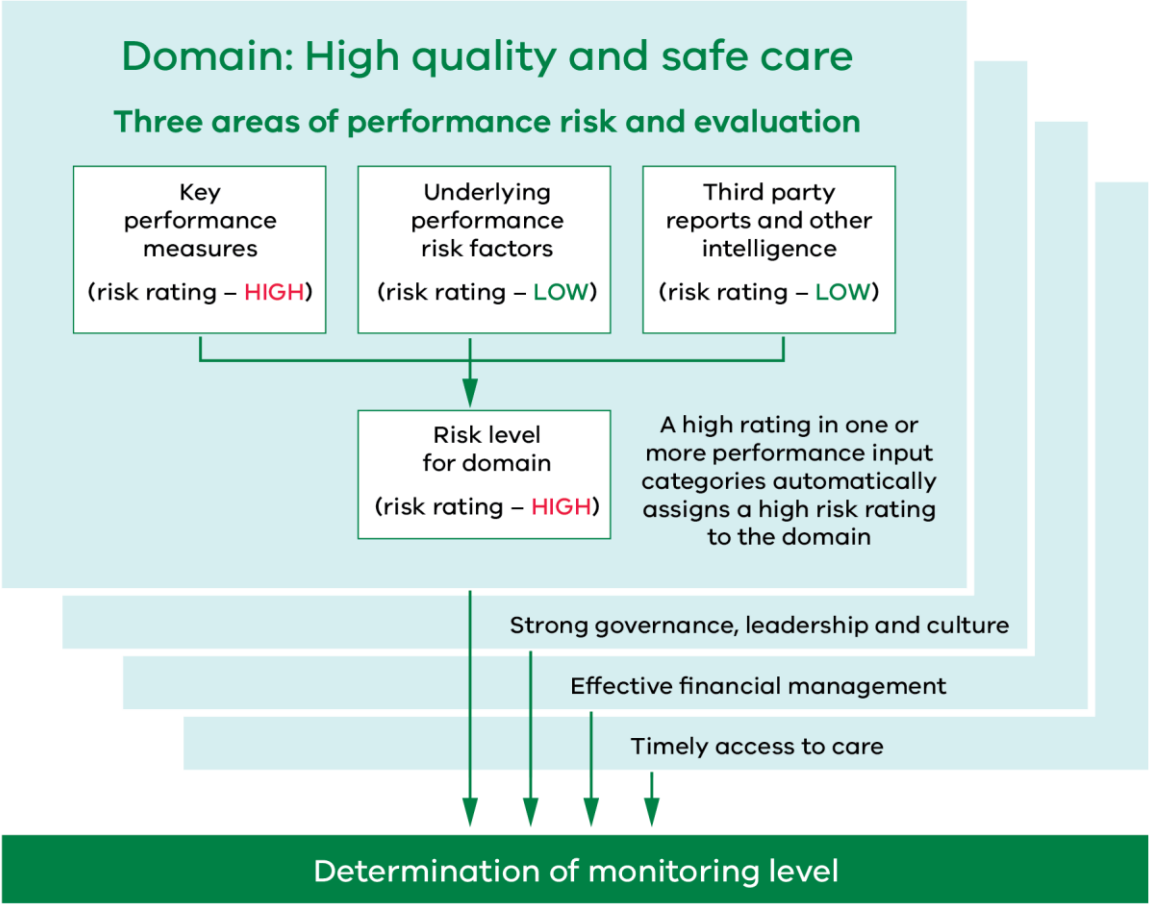 Domain: High quality and safe care
Three areas of performance risk and evaluation
Key
performance
measures
(risk rating – HIGH)
Underlying
performance
risk factors
(risk rating – LOW)
Third party
reports and other
intelligence
(risk rating – LOW)
Risk level
for domain
(risk rating – HIGH)
A high rating in one or
more performance input
categories automatically
assigns a high risk rating
to the domain
Strong governance, leadership and culture
Effective financial management
Timely access to care
Determination of monitoring level